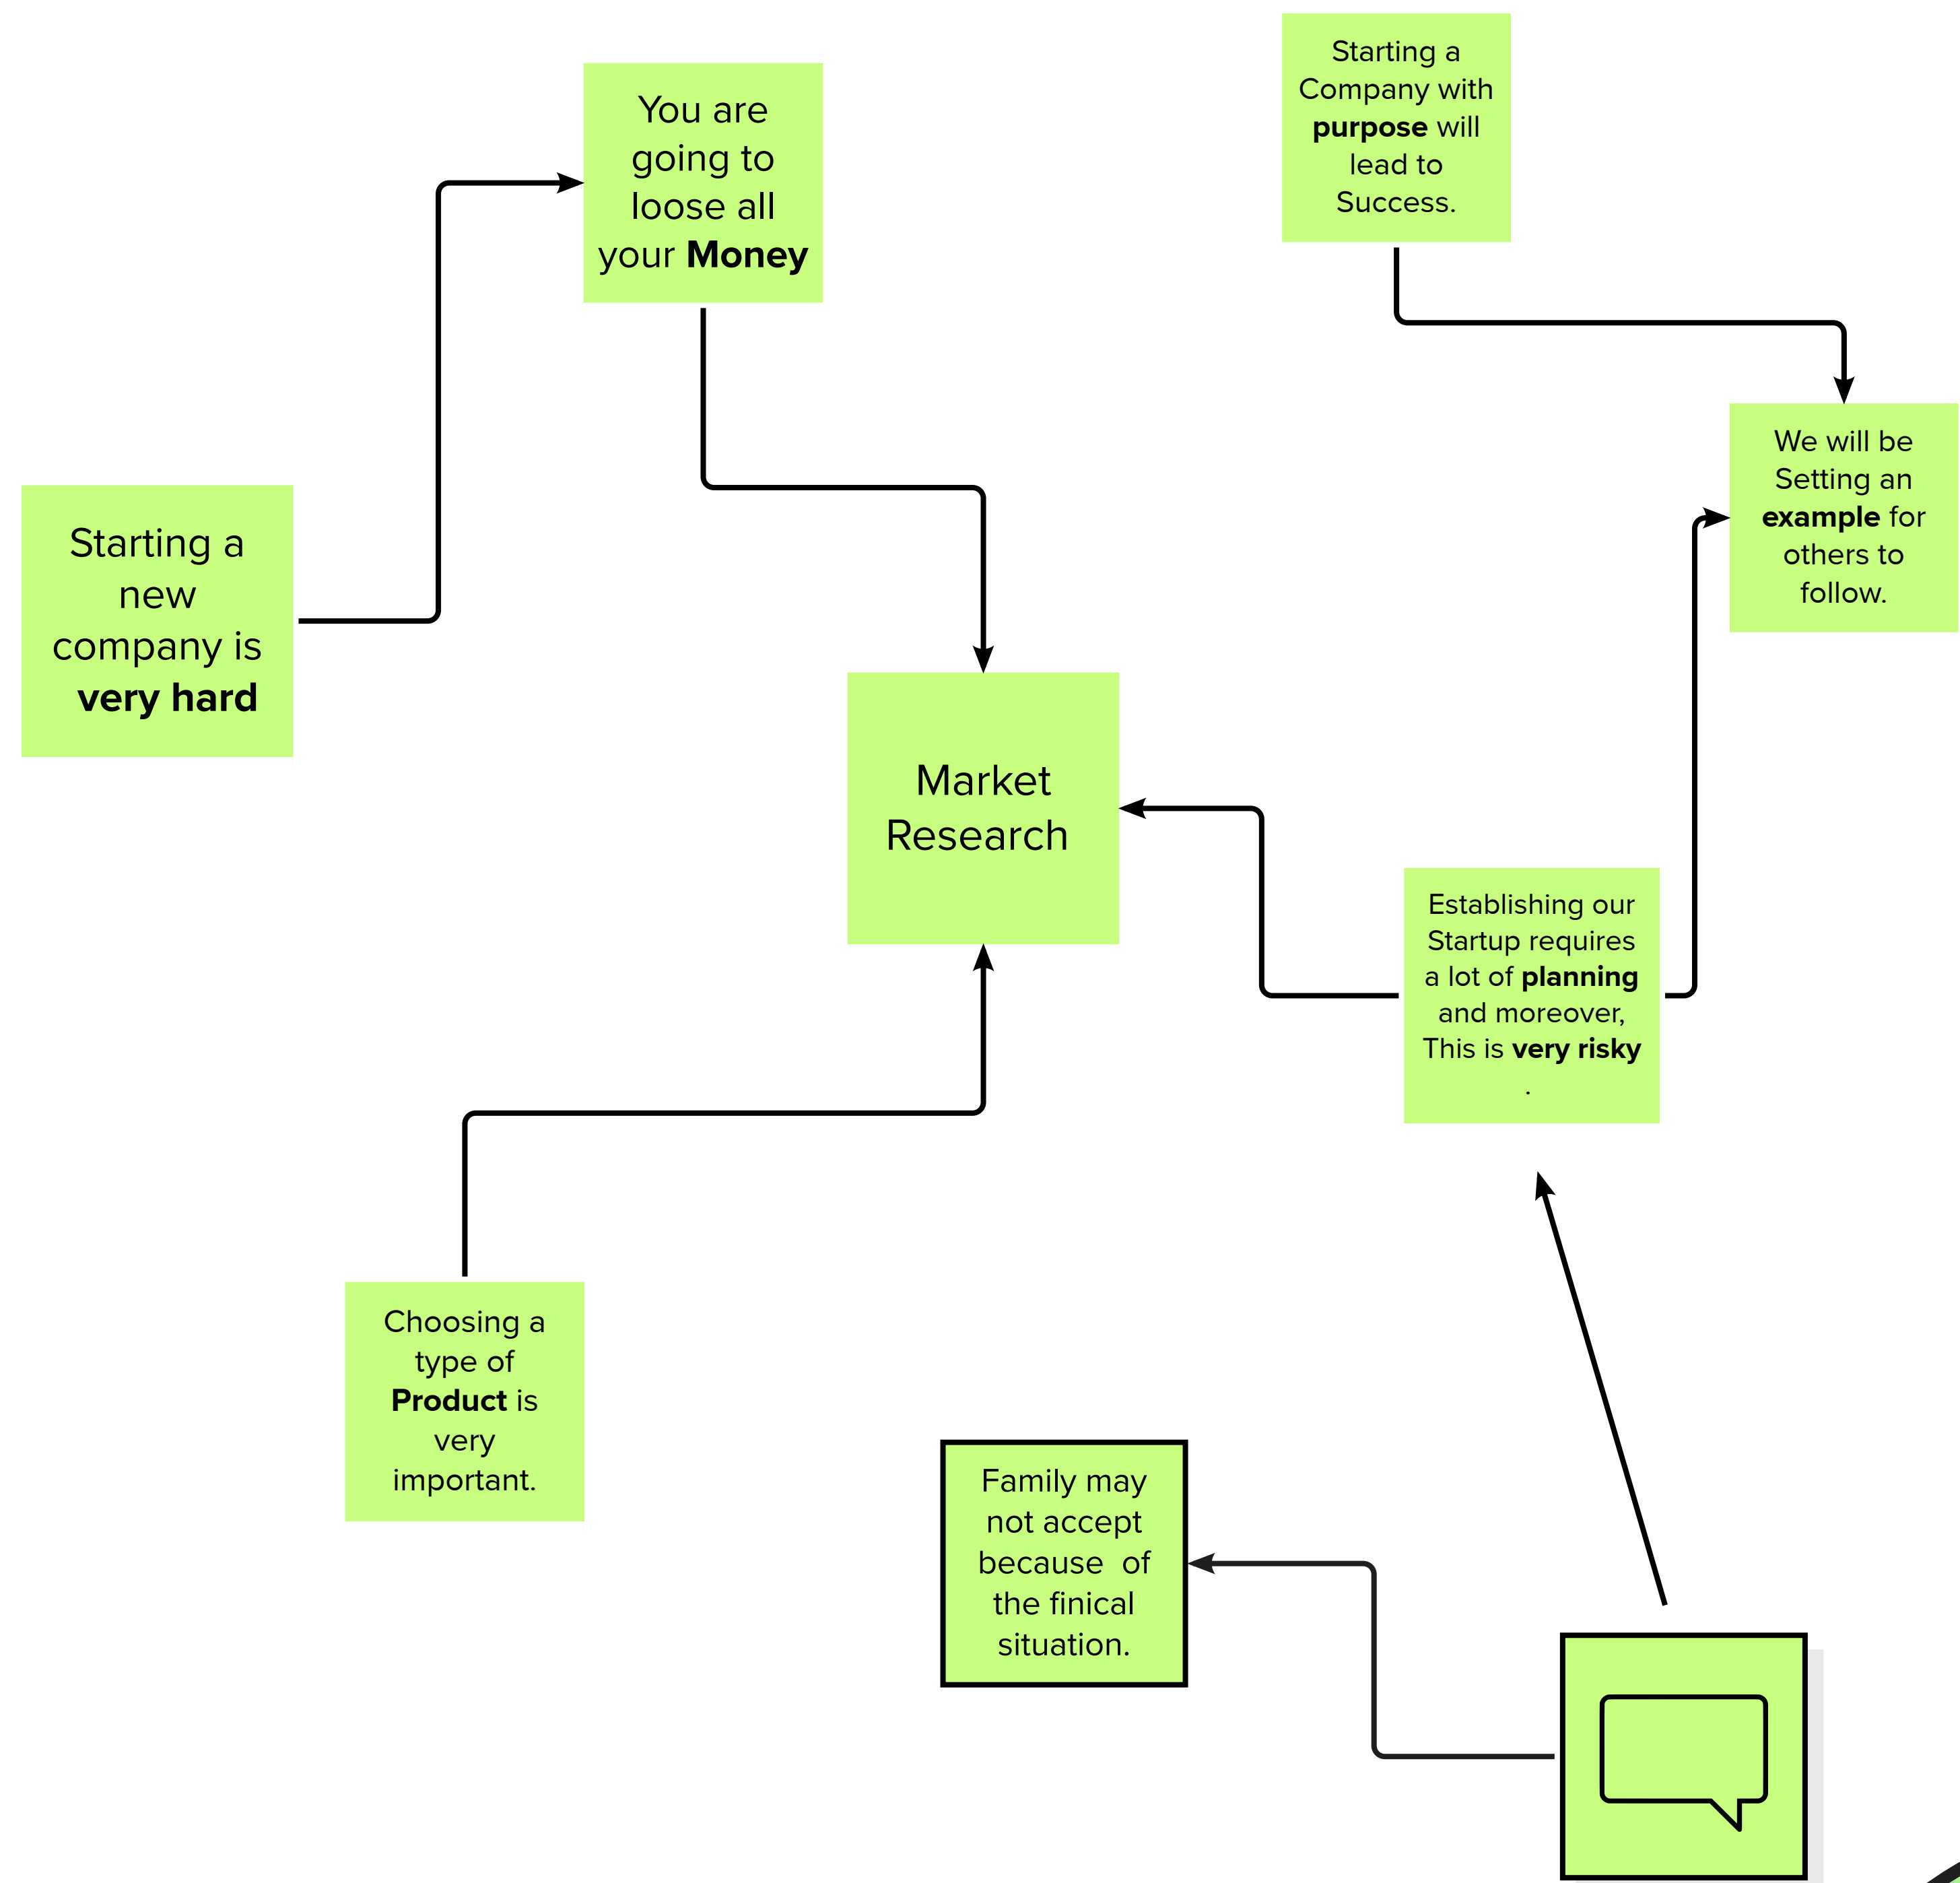 Starting a
Company with
purpose will
lead to
Success.
You are
going to
loose all
your Money
We will be
Setting an
example for
others to
follow.
Starting a
new
company is
very hard
Market
Research
Establishing our
Startup requires
a lot of planning
and moreover,
This is very risky
.
Choosing a
type of
Product is
very
important.
Family may
not accept
because  of
the finical
situation.